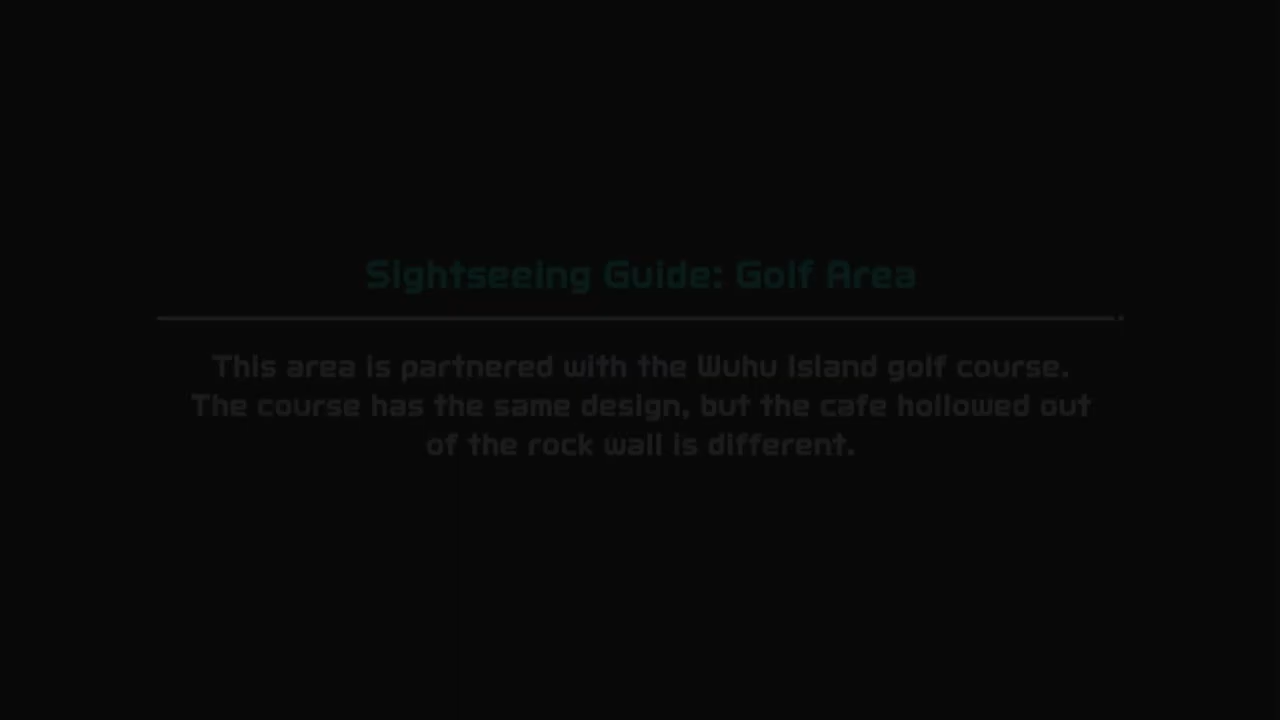 Sightseeing Guide: Golf Area
This area is partnered with the Wuhu Island golf course.
The course has the same design, but the cafe hollowed out
of the rock wall is different.